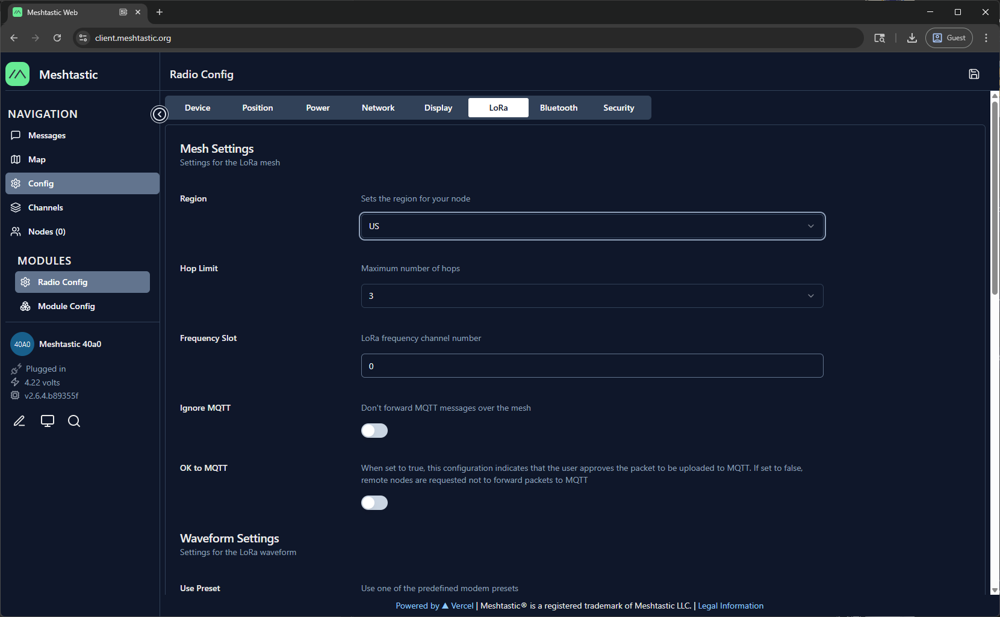 Meshtastic Web
client.meshtastic.org
Guest
Meshtastic
Radio Config
NAVIGATION
Messages
Map
Config
Channels
Nodes (0)
MODULES
Radio Config
Module Config
40A0
Meshtastic 40a0
Plugged in
4.22 volts
v2.6.4.b89355f
Device
Position
Power
Network
Display
LoRa
Bluetooth
Security
Mesh Settings
Settings for the LoRa mesh
Region
Sets the region for your node
US
Hop Limit
Maximum number of hops
3
Frequency Slot
LoRa frequency channel number
0
Ignore MQTT
Don't forward MQTT messages over the mesh
OK to MQTT
When set to true, this configuration indicates that the user approves the packet to be uploaded to MQTT. If set to false,
remote nodes are requested not to forward packets to MQTT
Waveform Settings
Settings for the LoRa waveform
Use Preset
Use one of the predefined modem presets
Powered by ▲ Vercel | Meshtastic® is a registered trademark of Meshtastic LLC. | Legal Information